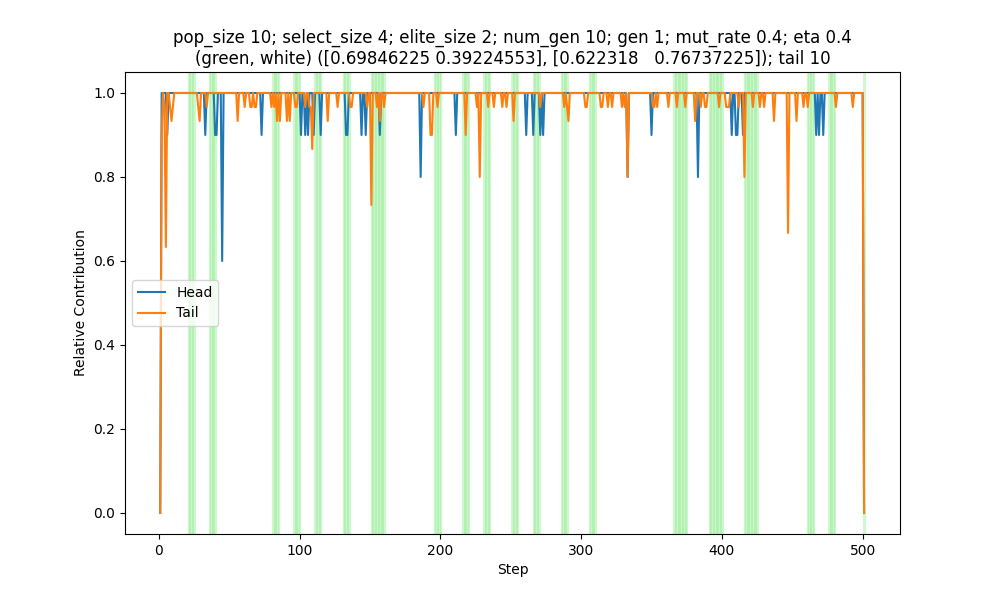 pop_size 10; select_size 4; elite_size 2; num_gen 10; gen 1; mut_rate 0.4; eta 0.4
(green, white) ([0.69846225 0.39224553], [0.622318   0.76737225]); tail 10
Relative Contribution
1.0
0.8
0.6
0.4
0.2
0.0
Head
Tail
0 100 200 300 400 500
Step